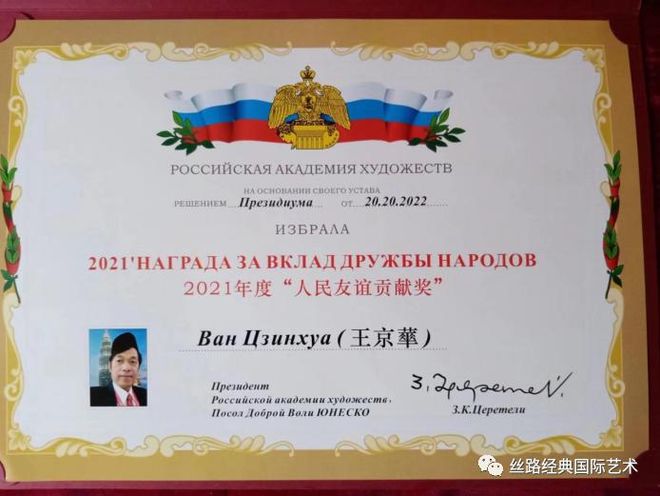 РОССИЙСКАЯ АКАДЕМИЯ ХУДОЖЕСТВ
НА ОСНОВАНИИ СВОЕГО УСТАВА
РЕШЕНИЕМ Президиума ОТ 20.20.2022
ИЗБРАЛА
2021'НАГРАДА ЗА ВКЛАД ДРУЖБЫ НАРОДОВ
2021年度“人民友谊贡献奖”
Ван Цзинхуа (王京華)
Президент
Российской академии художеств,
Посол Доброй Воли ЮНЕСКО
З. Церетели
З.К.Церетели
丝路经典国际艺术